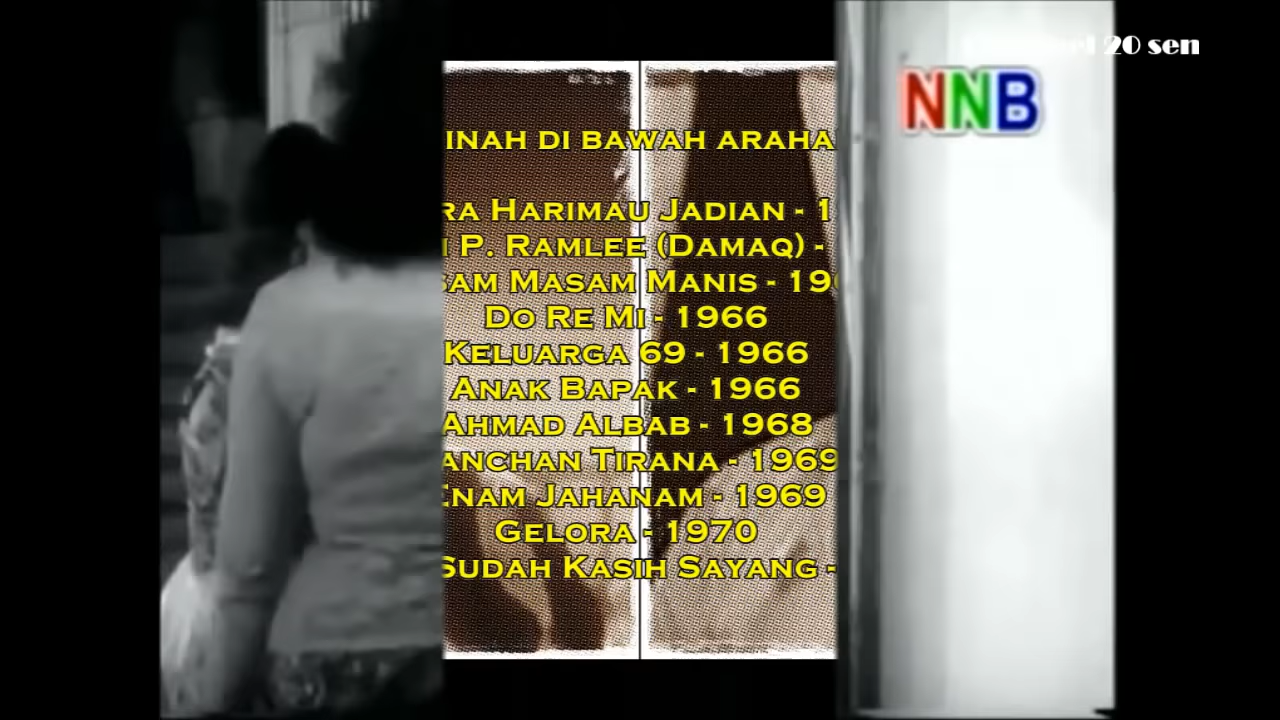 20 sen
NNB
INAH DI BAWAH ARAHA
RA HARIMAU JADIAN - 1
P. RAMLEE (DAMAQ) -
AM MASAM MANIS - 19
DO RE MI - 1966
KELUARGA 69 - 1966
ANAK BAPAK - 1966
AHMAD ALBAB - 1968
ANCHAN TIRANA - 1969
ENAM JAHANAM - 1969
GELORA - 1970
SUDAH KASIH SAYANG -